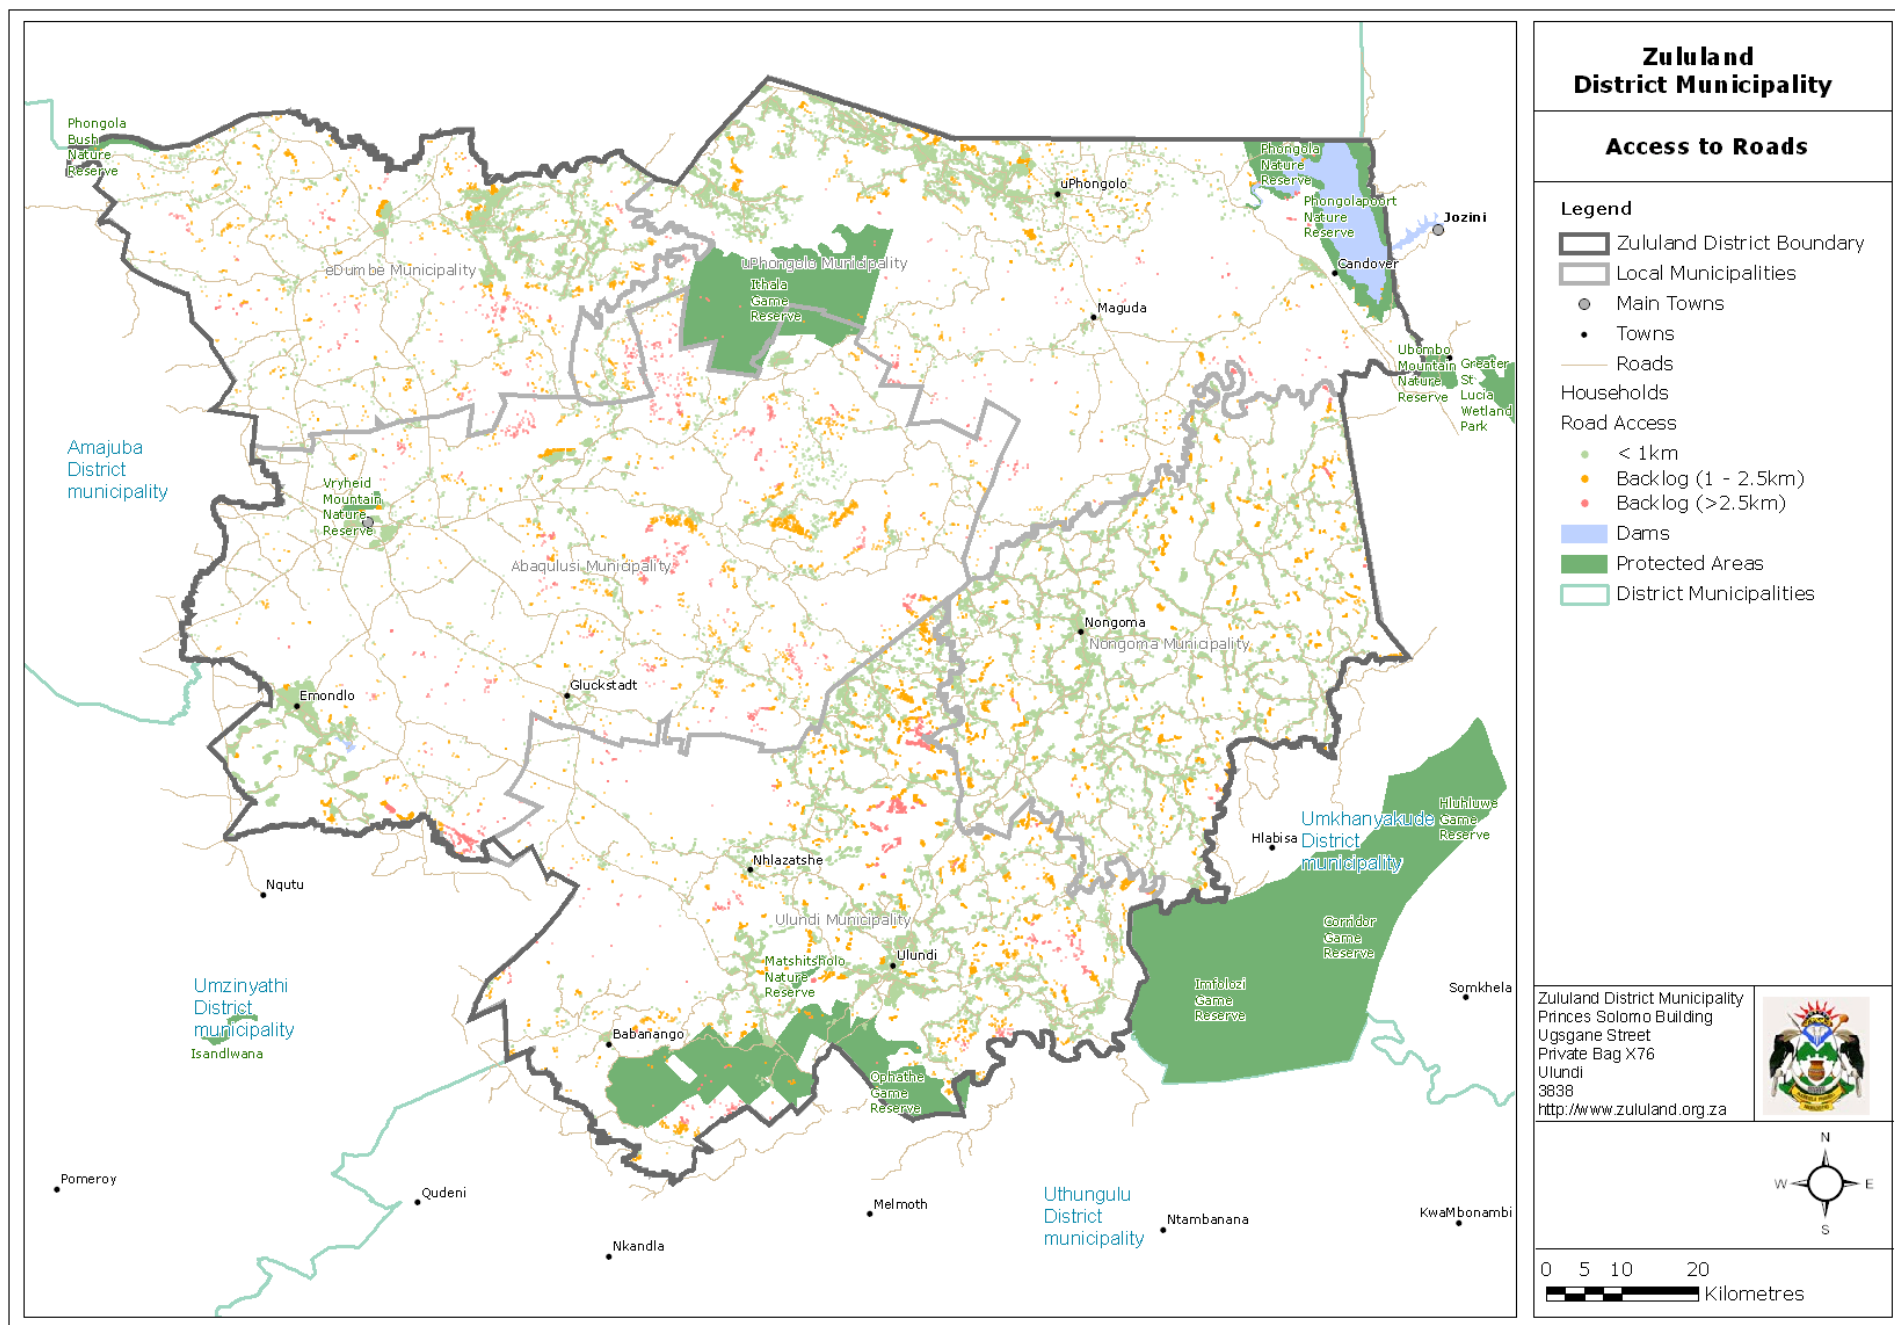 Zululand
District Municipality
Access to Roads
Legend
Zululand District Boundary
Local Municipalities
Main Towns
Towns
Roads
Households
Road Access
< 1km
Backlog (1 - 2.5km)
Backlog (>2.5km)
Dams
Protected Areas
District Municipalities
Zululand District Municipality
Princes Solomo Building
Ugsgane Street
Private Bag X76
Ulundi
3838
http://www.zululand.org.za
N
W
E
S
0 5 10 20
Kilometres
Phongola
Bush
Nature
Reserve
eDumbe Municipality
uPhongolo Municipality
Ithala
Game
Reserve
uPhongolo
Phongola
Nature
Reserve
Phongolapoort
Nature
Reserve
Jozini
Candover
Maguda
Ubombo
Mountain
Nature
Reserve
Greater
St
Lucia
Wetland
Park
Amajuba
District
municipality
Vryheid
Mountain
Nature
Reserve
Abaqulusi Municipality
Nongoma
Nongoma Municipality
Emondlo
Gluckstadt
Nhlazatshe
Nqutu
Ulundi Municipality
Ulundi
Matshitsholo
Nature
Reserve
Umkhanyakude
District
municipality
Hlabisa
Hluhluwe
Game
Reserve
Corridor
Game
Reserve
Imfolozi
Game
Reserve
Somkhela
Umzinyathi
District
municipality
Isandlwana
Babanango
Ophathe
Game
Reserve
Pomeroy
Qudeni
Nkandla
Melmoth
Uthungulu
District
municipality
Ntambanana
KwaMbonambi